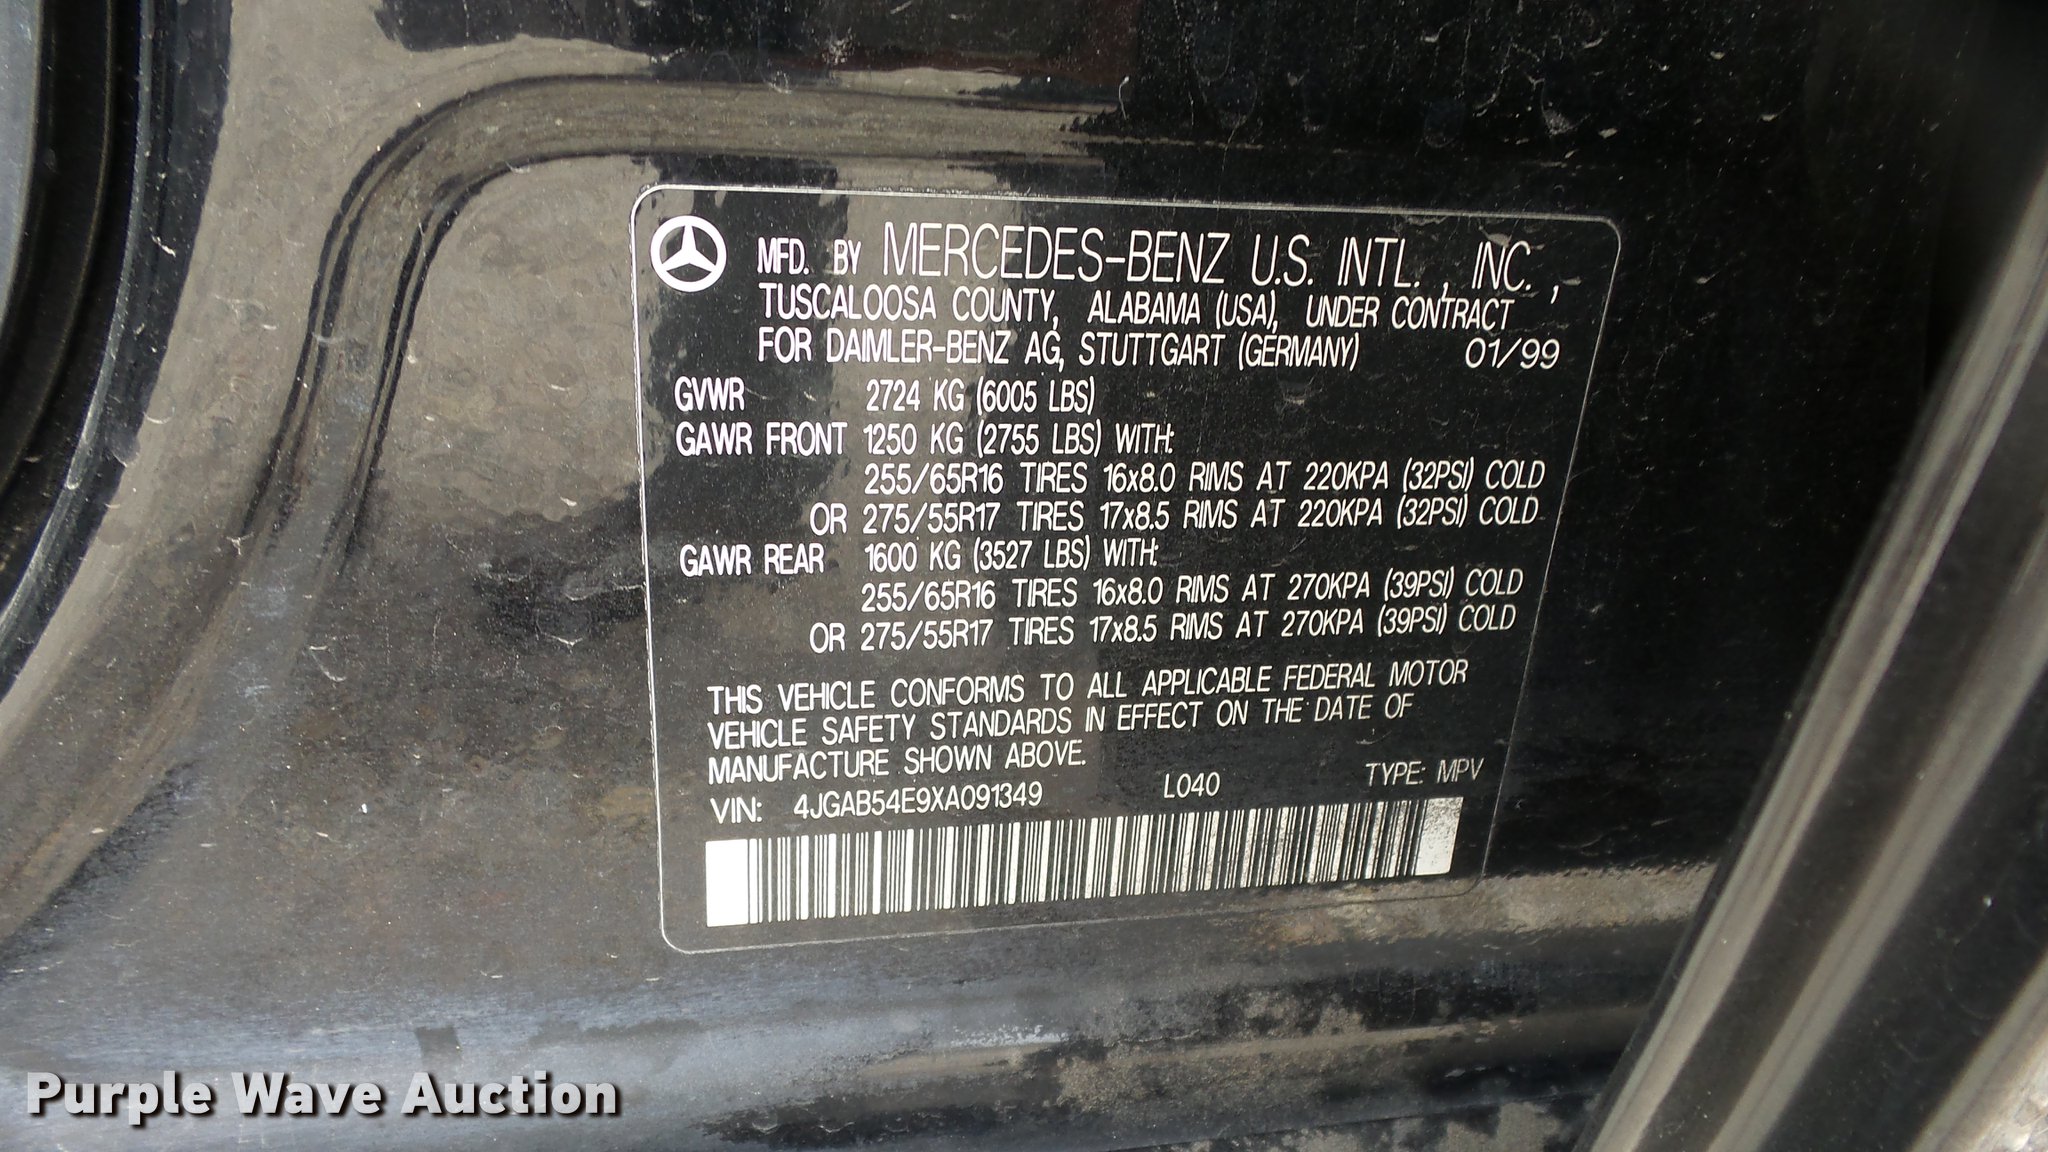 MFD. BY MERCEDES-BENZ U.S. INTL., INC.,
TUSCALOOSA COUNTY, ALABAMA (USA), UNDER CONTRACT
FOR DAIMLER-BENZ AG, STUTTGART (GERMANY) 01/99
GVWR 2724 KG (6005 LBS)
GAWR FRONT 1250 KG (2755 LBS) WITH:
255/65R16 TIRES 16x8.0 RIMS AT 220KPA (32PSI) COLD
OR 275/55R17 TIRES 17x8.5 RIMS AT 220KPA (32PSI) COLD
GAWR REAR 1600 KG (3527 LBS) WITH:
255/65R16 TIRES 16x8.0 RIMS AT 270KPA (39PSI) COLD
OR 275/55R17 TIRES 17x8.5 RIMS AT 270KPA (39PSI) COLD
THIS VEHICLE CONFORMS TO ALL APPLICABLE FEDERAL MOTOR
VEHICLE SAFETY STANDARDS IN EFFECT ON THE DATE OF
MANUFACTURE SHOWN ABOVE.
VIN: 4JGAB54E9XA091349 L040 TYPE: MPV
Purple Wave Auction